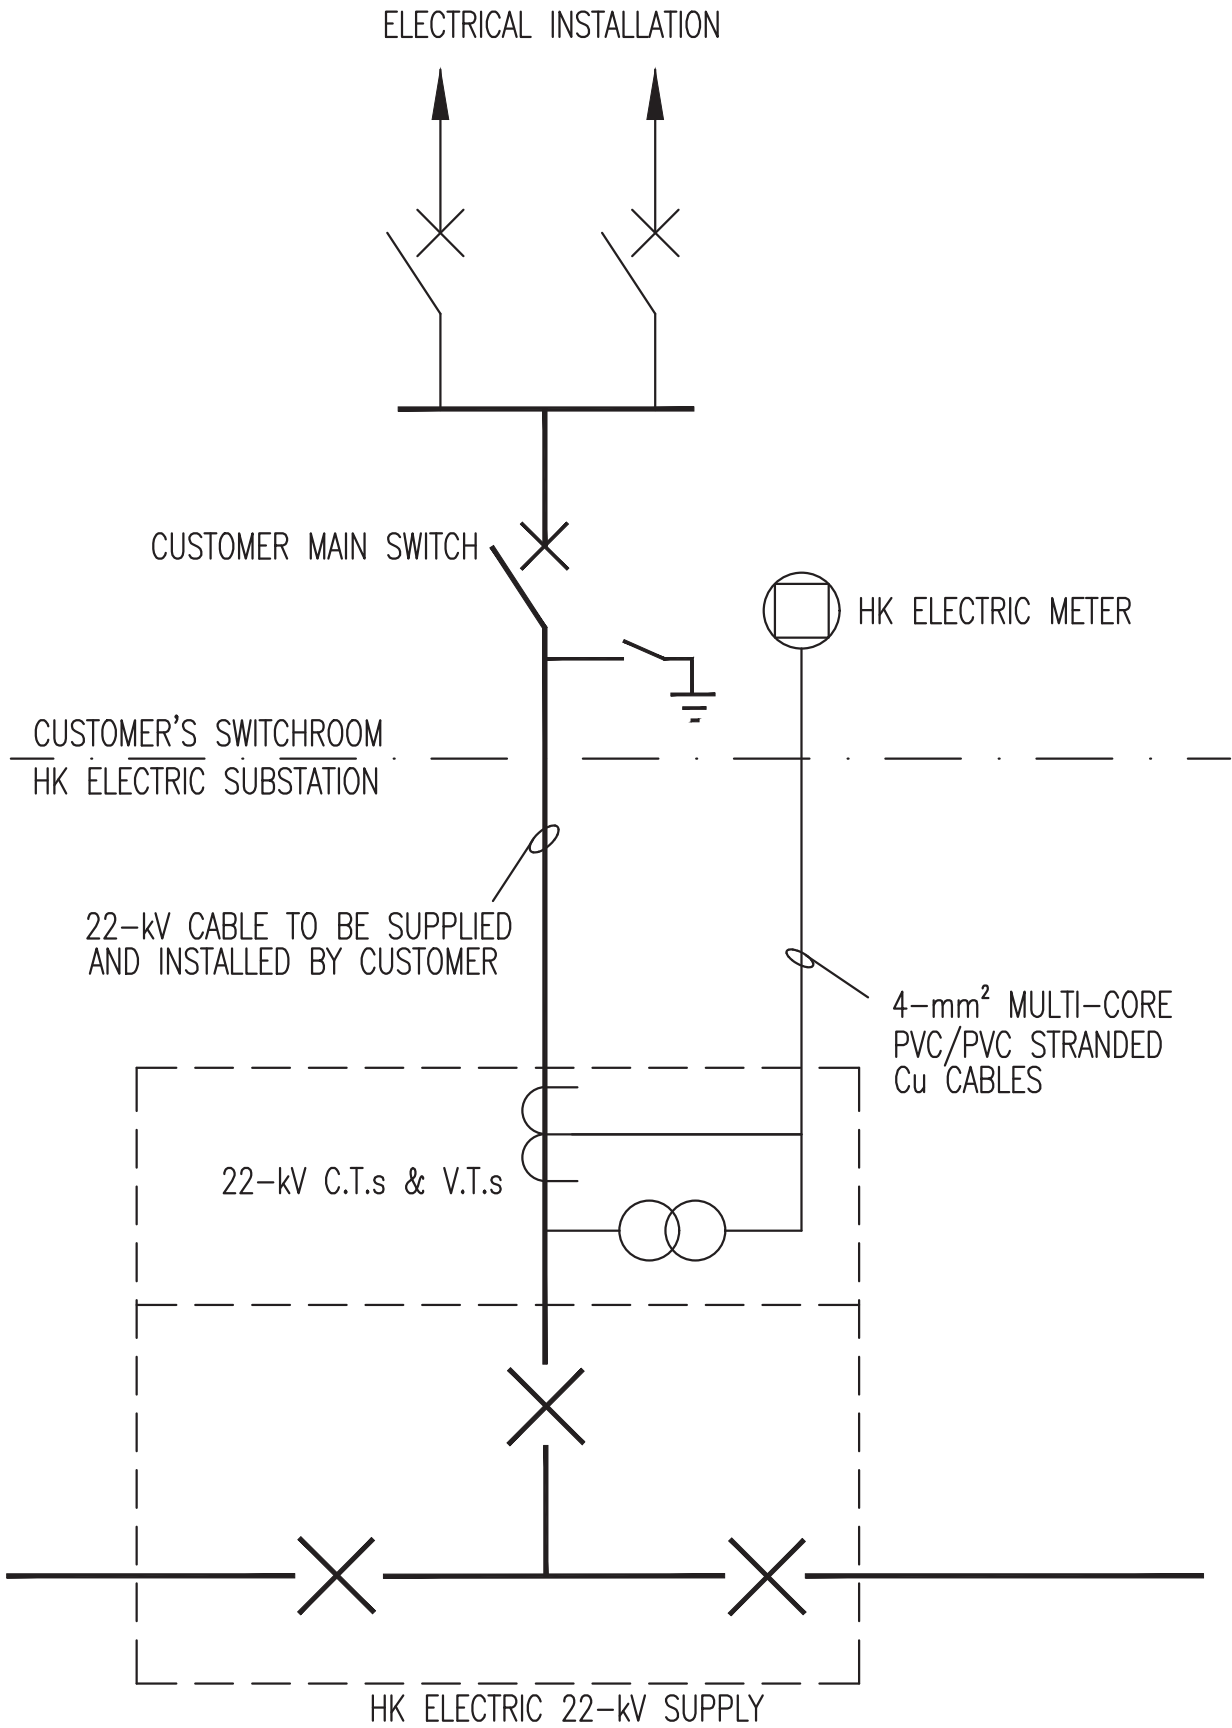 ELECTRICAL INSTALLATION
CUSTOMER MAIN SWITCH
HK ELECTRIC METER
CUSTOMER'S SWITCHROOM
HK ELECTRIC SUBSTATION
22-kV CABLE TO BE SUPPLIED
AND INSTALLED BY CUSTOMER
4-mm² MULTI-CORE
PVC/PVC STRANDED
Cu CABLES
22-kV C.T.s & V.T.s
HK ELECTRIC 22-kV SUPPLY